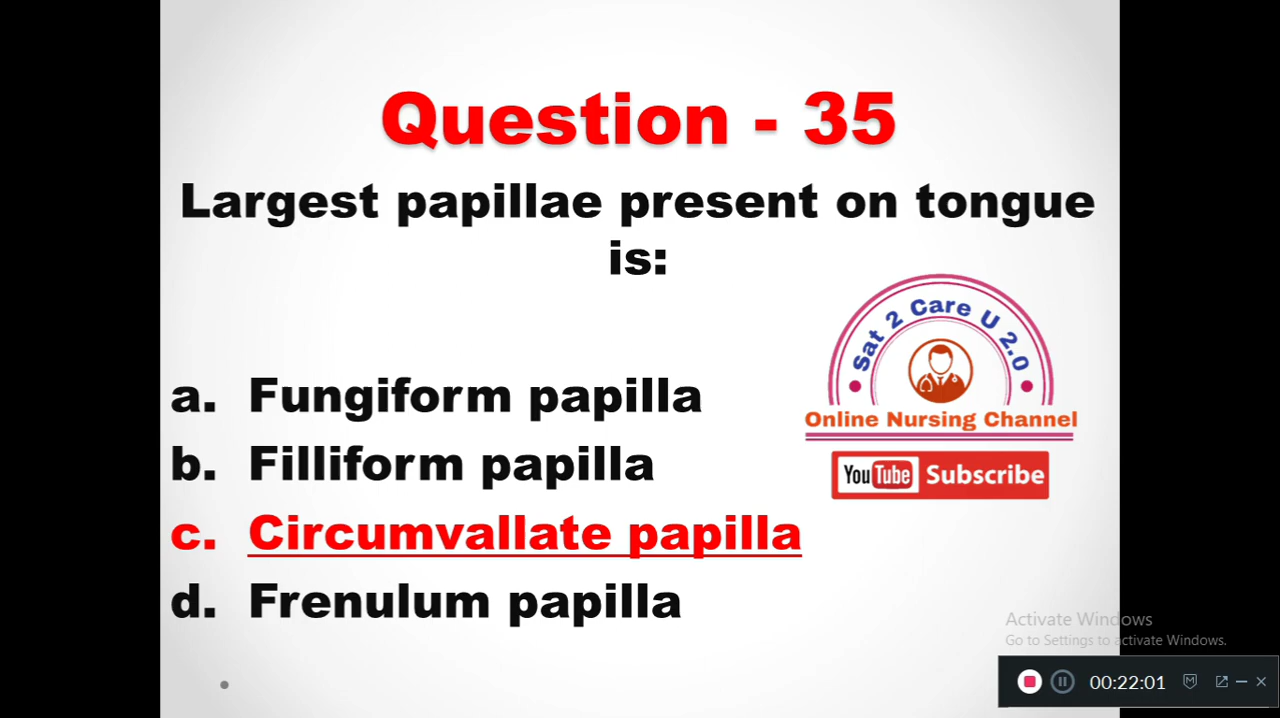 Question - 35
Largest papillae present on tongue
is:
Sat 2 Care U 2.0
a. Fungiform papilla
Online Nursing Channel
b. Filliform papilla
YouTube Subscribe
c. Circumvallate papilla
d. Frenulum papilla
Activate Windows
Go to Settings to activate Windows.
00:22:01